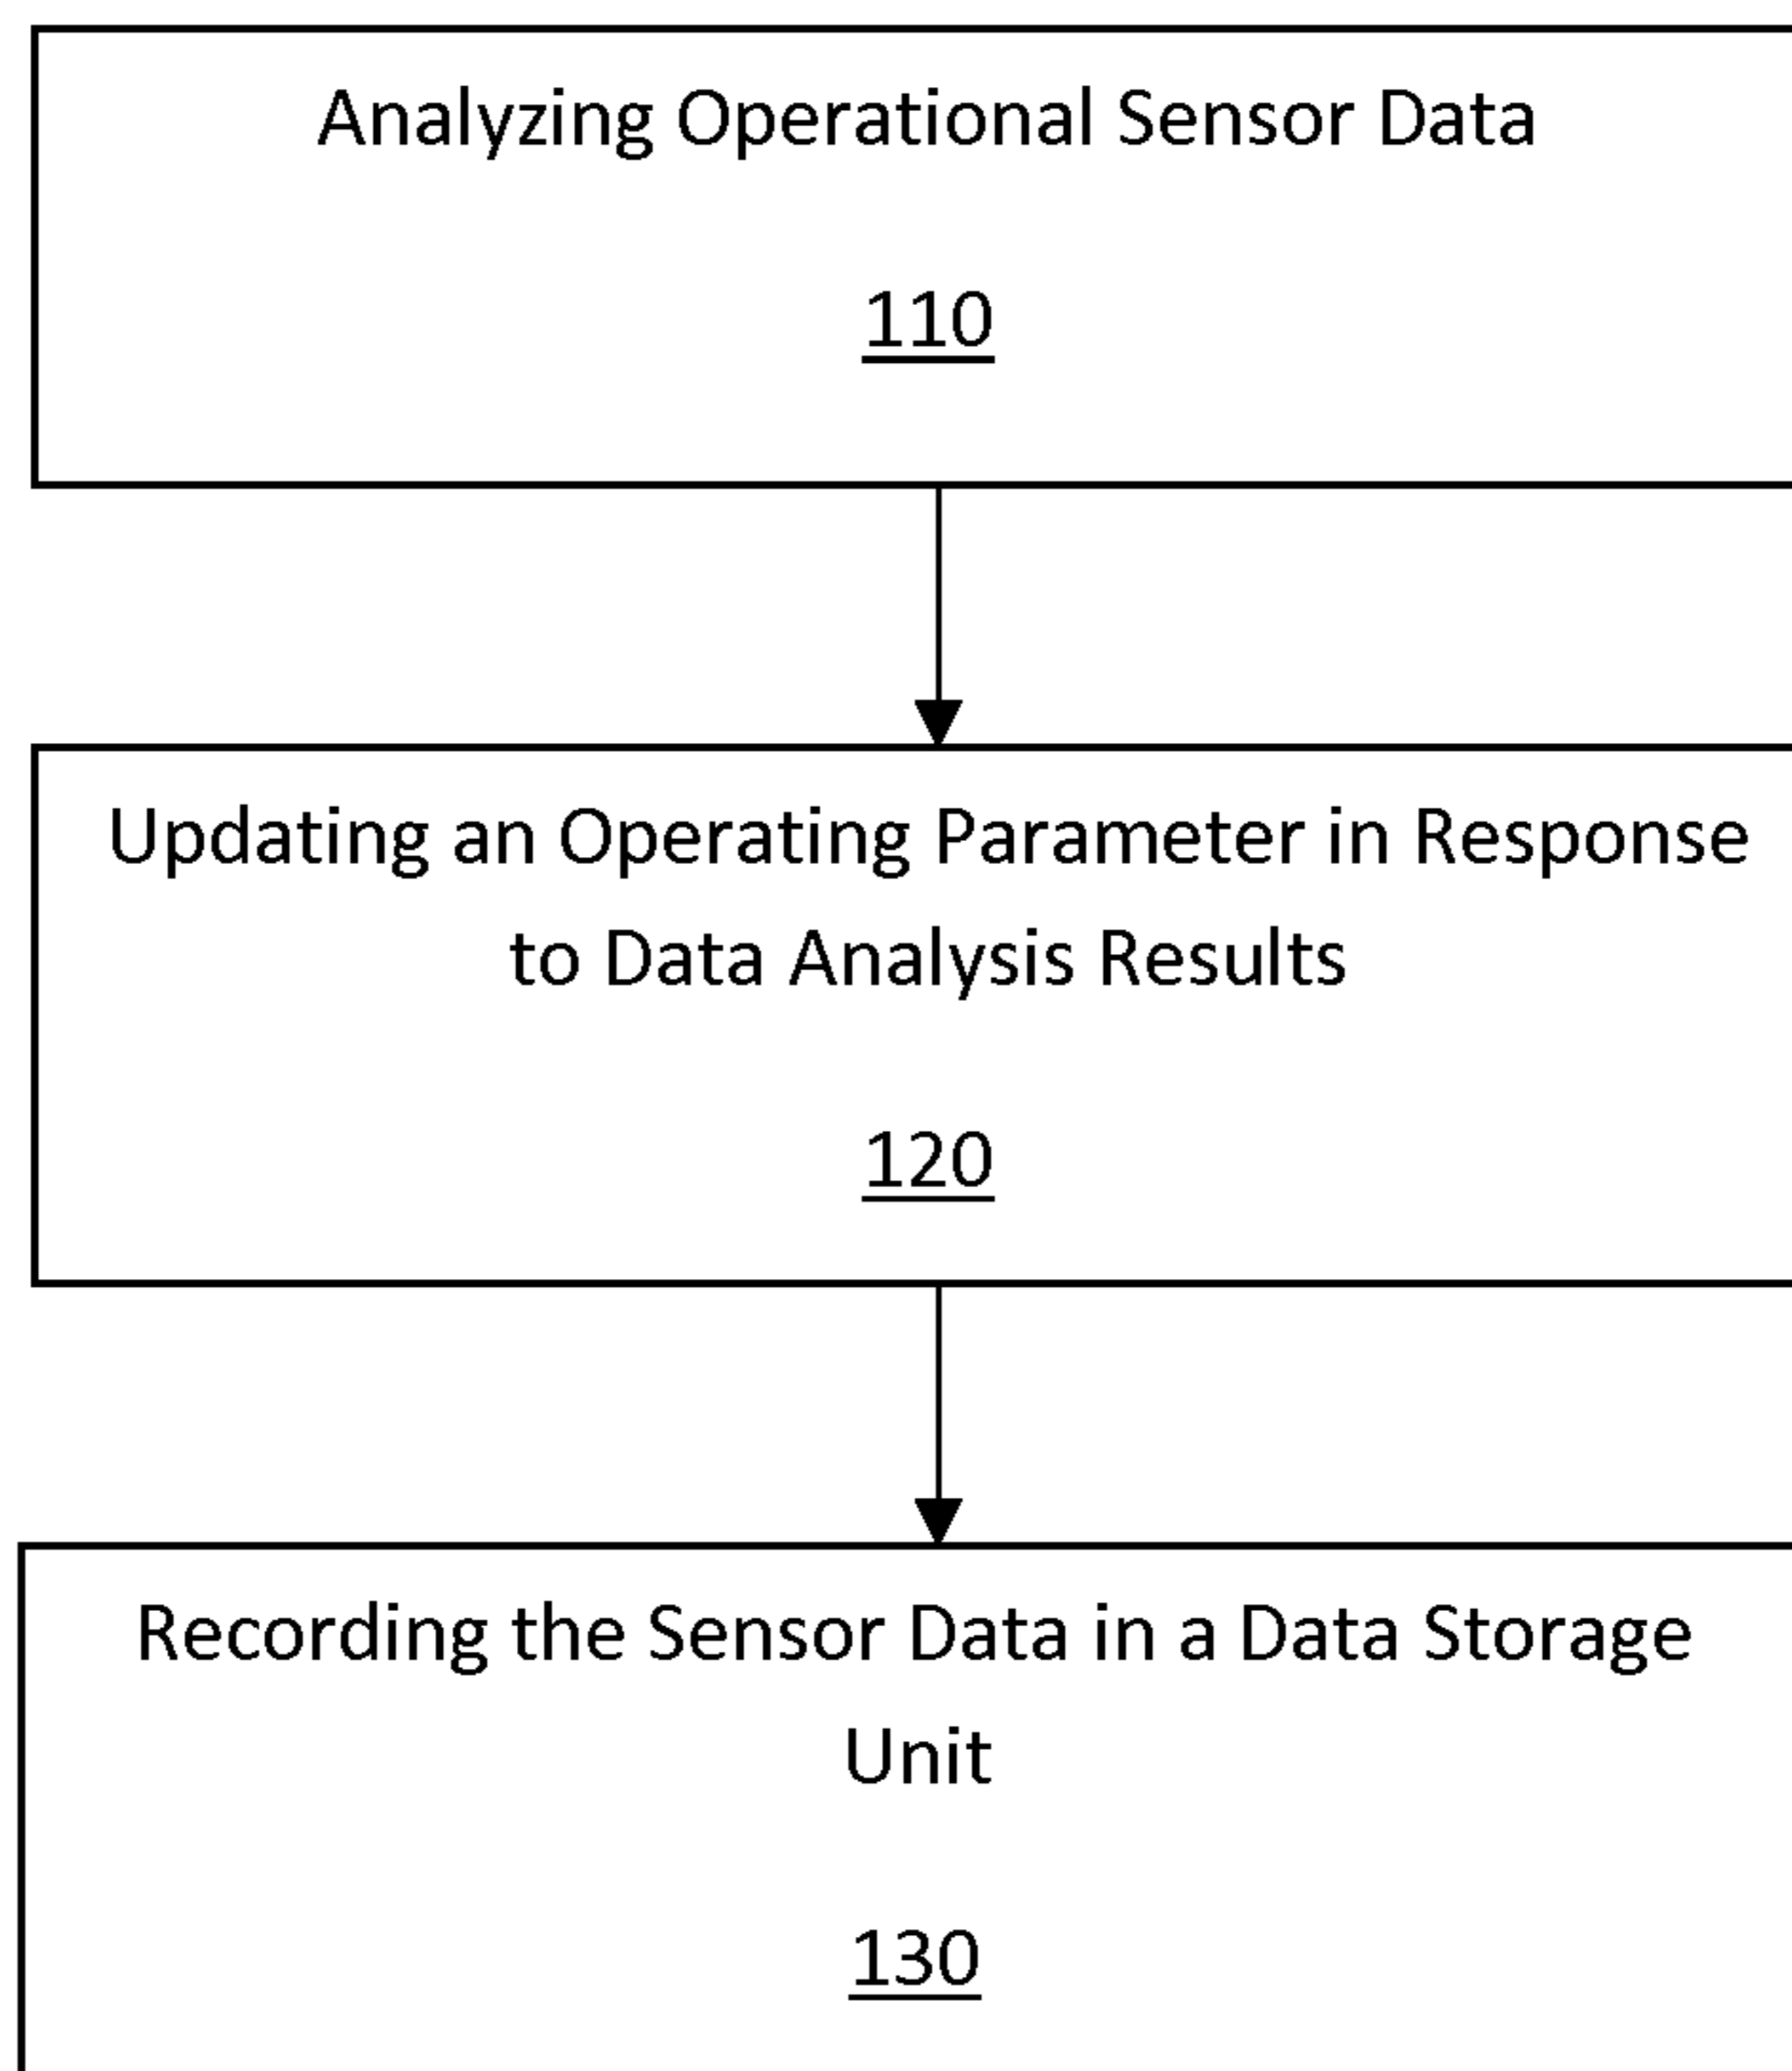 Analyzing Operational Sensor Data
110
Updating an Operating Parameter in Response
to Data Analysis Results
120
Recording the Sensor Data in a Data Storage
Unit
130